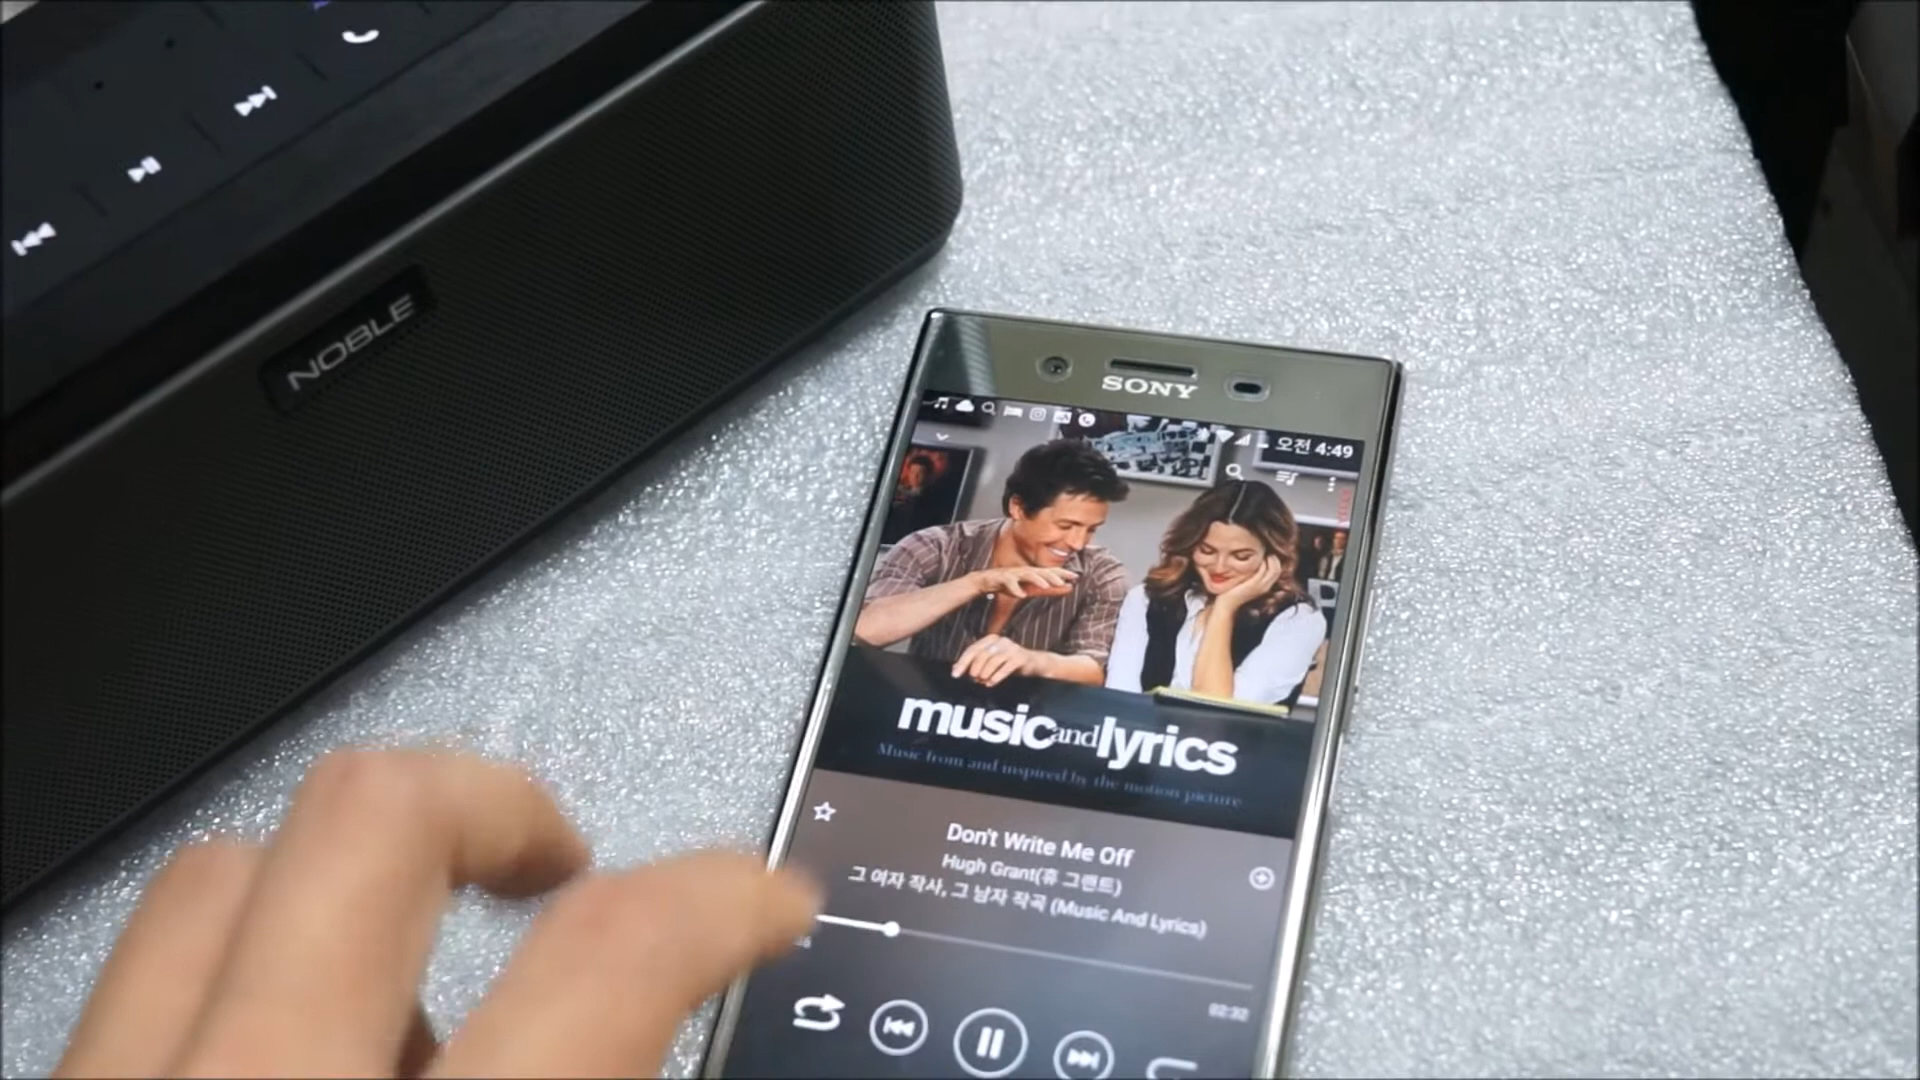 NOBLE
SONY
오전 4:49
musicandlyrics
Music from and inspired by the motion picture
Don't Write Me Off
Hugh Grant(휴 그랜트)
그 여자 작사, 그 남자 작곡 (Music And Lyrics)
02:32